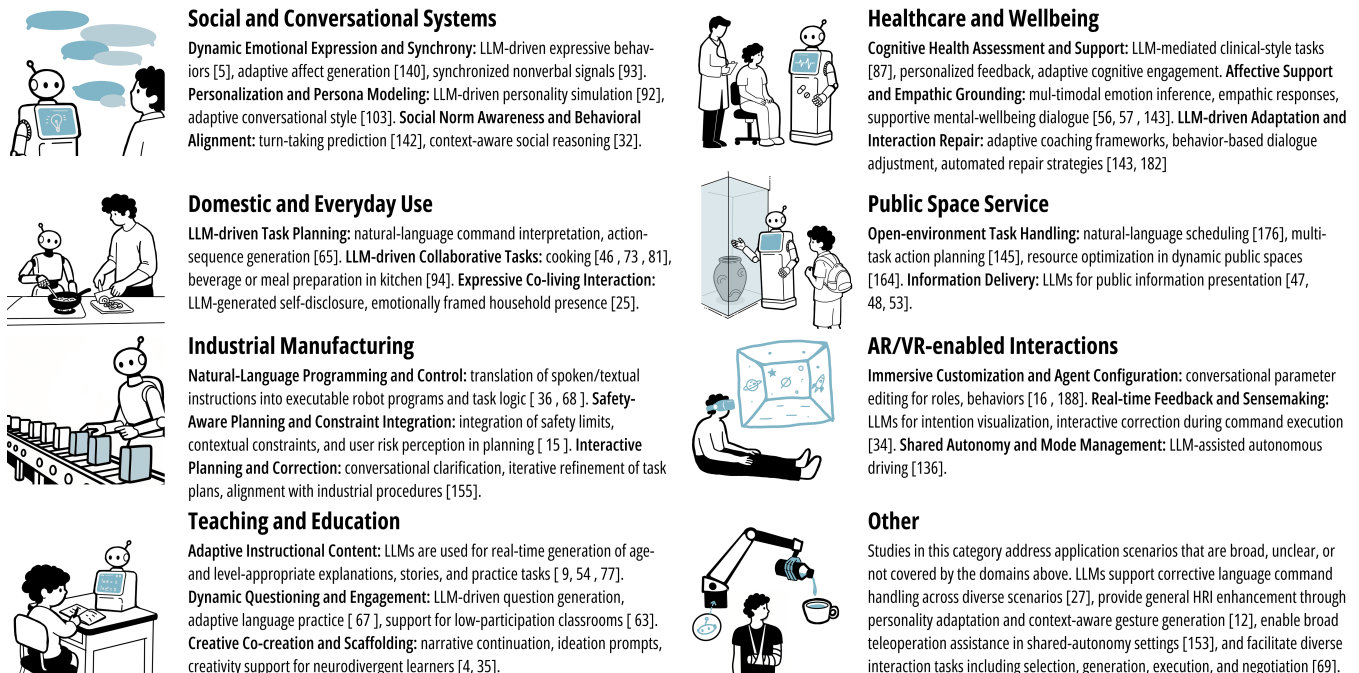 Social and Conversational Systems
Dynamic Emotional Expression and Synchrony: LLM-driven expressive behav-
iors [5], adaptive affect generation [140], synchronized nonverbal signals [93].
Personalization and Persona Modeling: LLM-driven personality simulation [92],
adaptive conversational style [103]. Social Norm Awareness and Behavioral
Alignment: turn-taking prediction [142], context-aware social reasoning [32].
Domestic and Everyday Use
LLM-driven Task Planning: natural-language command interpretation, action-
sequence generation [65]. LLM-driven Collaborative Tasks: cooking [46 , 73 , 81],
beverage or meal preparation in kitchen [94]. Expressive Co-living Interaction:
LLM-generated self-disclosure, emotionally framed household presence [25].
Industrial Manufacturing
Natural-Language Programming and Control: translation of spoken/textual
instructions into executable robot programs and task logic [ 36 , 68 ]. Safety-
Aware Planning and Constraint Integration: integration of safety limits,
contextual constraints, and user risk perception in planning [ 15 ]. Interactive
Planning and Correction: conversational clarification, iterative refinement of task
plans, alignment with industrial procedures [155].
Teaching and Education
Adaptive Instructional Content: LLMs are used for real-time generation of age-
and level-appropriate explanations, stories, and practice tasks [ 9, 54 , 77].
Dynamic Questioning and Engagement: LLM-driven question generation,
adaptive language practice [ 67 ], support for low-participation classrooms [ 63].
Creative Co-creation and Scaffolding: narrative continuation, ideation prompts,
creativity support for neurodivergent learners [4, 35].
Healthcare and Wellbeing
Cognitive Health Assessment and Support: LLM-mediated clinical-style tasks
[87], personalized feedback, adaptive cognitive engagement. Affective Support
and Empathic Grounding: mul-timodal emotion inference, empathic responses,
supportive mental-wellbeing dialogue [56, 57 , 143]. LLM-driven Adaptation and
Interaction Repair: adaptive coaching frameworks, behavior-based dialogue
adjustment, automated repair strategies [143, 182]
Public Space Service
Open-environment Task Handling: natural-language scheduling [176], multi-
task action planning [145], resource optimization in dynamic public spaces
[164]. Information Delivery: LLMs for public information presentation [47,
48, 53].
AR/VR-enabled Interactions
Immersive Customization and Agent Configuration: conversational parameter
editing for roles, behaviors [16 , 188]. Real-time Feedback and Sensemaking:
LLMs for intention visualization, interactive correction during command execution
[34]. Shared Autonomy and Mode Management: LLM-assisted autonomous
driving [136].
Other
Studies in this category address application scenarios that are broad, unclear, or
not covered by the domains above. LLMs support corrective language command
handling across diverse scenarios [27], provide general HRI enhancement through
personality adaptation and context-aware gesture generation [12], enable broad
teleoperation assistance in shared-autonomy settings [153], and facilitate diverse
interaction tasks including selection, generation, execution, and negotiation [69].